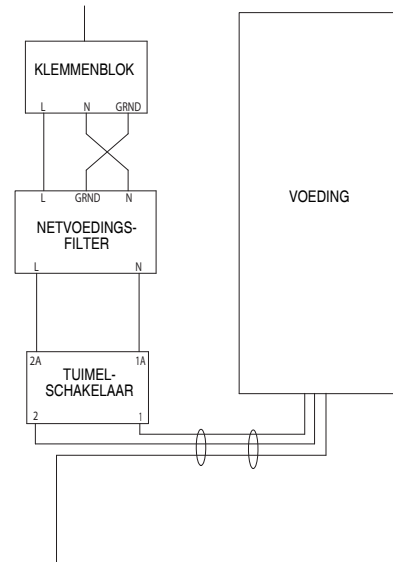 KLEMMENBLOK
L N GRND
L GRND N
NETVOEDINGS-
FILTER
L N
VOEDING
2A 1A
TUIMEL-
SCHAKELAAR
2 1